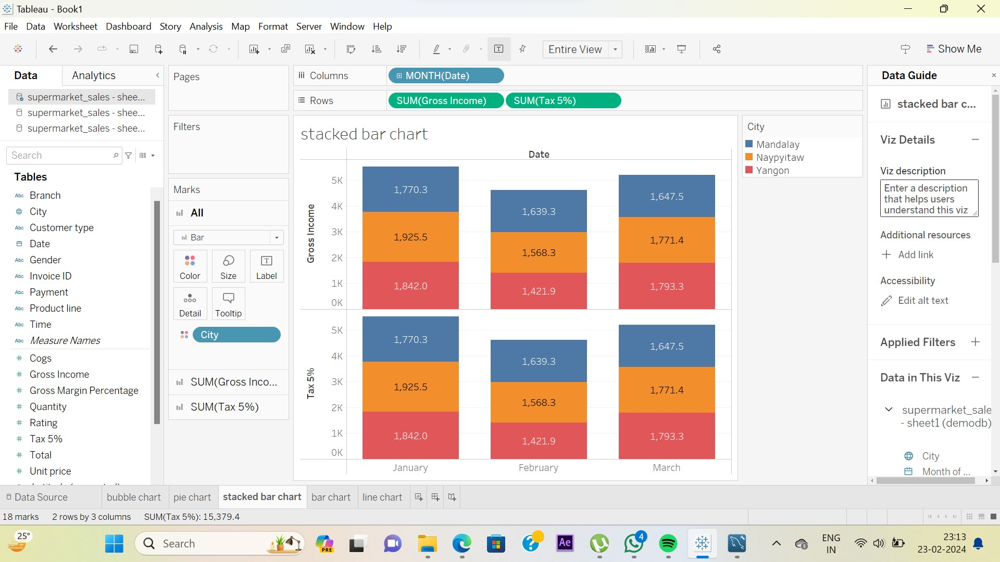 Tableau - Book1
File Data Worksheet Dashboard Story Analysis Map Format Server Window Help
Entire View
Show Me
Data
Analytics
supermarket_sales - shee...
supermarket_sales - shee...
supermarket_sales - shee...
Search
Tables
Abc Branch
City
Abc Customer type
Date
Abc Gender
Abc Invoice ID
Abc Payment
Abc Product line
Abc Time
Abc Measure Names
# Cogs
# Gross Income
# Gross Margin Percentage
# Quantity
# Rating
# Tax 5%
# Total
# Unit price
Pages
Filters
Marks
All
Bar
Color
Size
Label
Detail
Tooltip
City
SUM(Gross Inco...
SUM(Tax 5%)
Columns
MONTH(Date)
Rows
SUM(Gross Income)
SUM(Tax 5%)
stacked bar chart
Date
Gross Income
5K
4K
3K
2K
1K
0K
1,770.3
1,639.3
1,647.5
1,925.5
1,568.3
1,771.4
1,842.0
1,421.9
1,793.3
Tax 5%
5K
4K
3K
2K
1K
0K
1,770.3
1,639.3
1,647.5
1,925.5
1,568.3
1,771.4
1,842.0
1,421.9
1,793.3
January
February
March
City
Mandalay
Naypyitaw
Yangon
Data Guide
stacked bar c...
Viz Details
Viz description
Enter a description
that helps users
understand this viz
Additional resources
Add link
Accessibility
Edit alt text
Applied Filters
Data in This Viz
supermarket_sale
- sheet1 (demodb)
City
Month of ...
Data Source
bubble chart
pie chart
stacked bar chart
bar chart
line chart
18 marks
2 rows by 3 columns
SUM(Tax 5%): 15,379.4
25°
Search
PRE
Ae
4
ENG
IN
23:13
23-02-2024